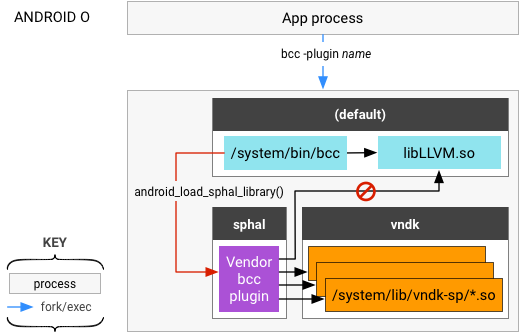 ANDROID O
App process
bcc -plugin name
(default)
/system/bin/bcc
libLLVM.so
android_load_sphal_library()
sphal
vndk
Vendor
bcc
plugin
/system/lib/vndk-sp/*.so
KEY
process
fork/exec